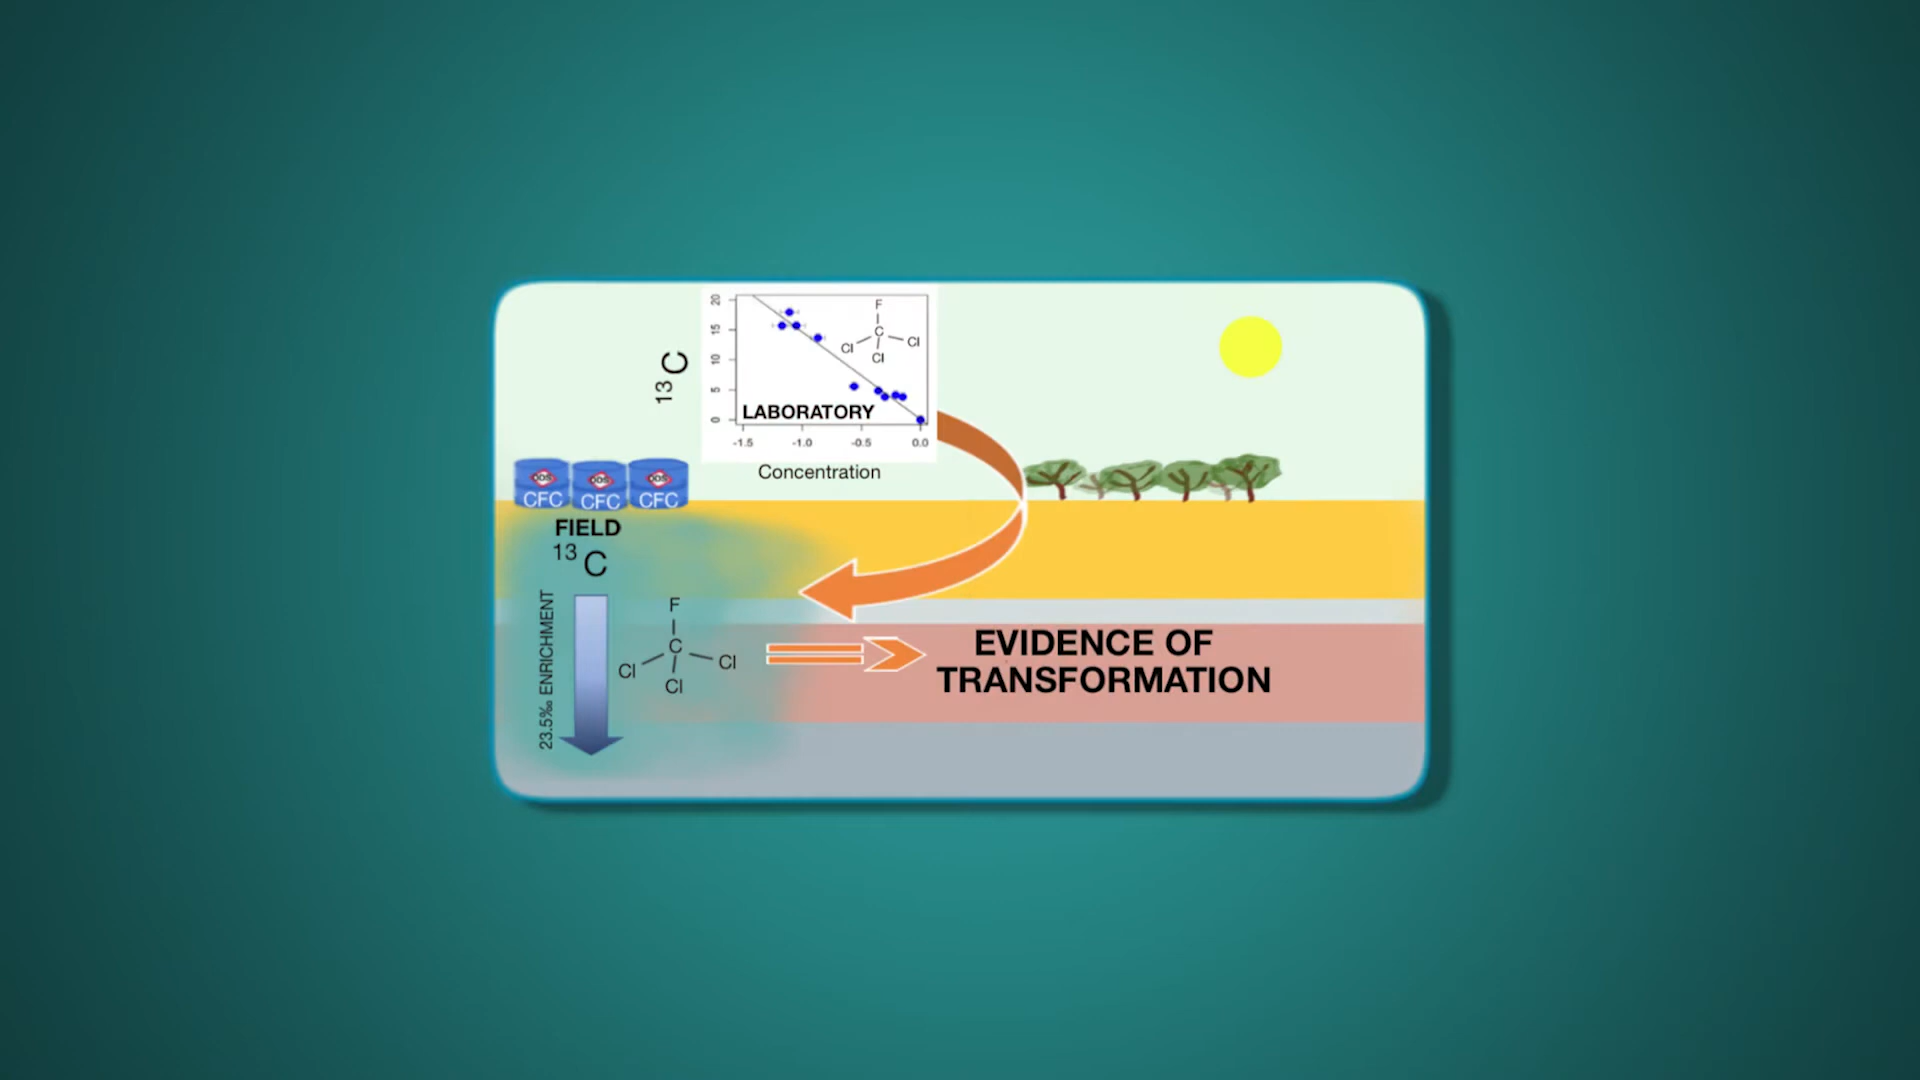 20
15
10
5
0
13C
F
C
Cl
Cl
Cl
LABORATORY
-1.5 -1.0 -0.5 0.0
Concentration
CFC CFC CFC
FIELD
13C
23.5‰ ENRICHMENT
F
C
Cl
Cl
Cl
EVIDENCE OF
TRANSFORMATION